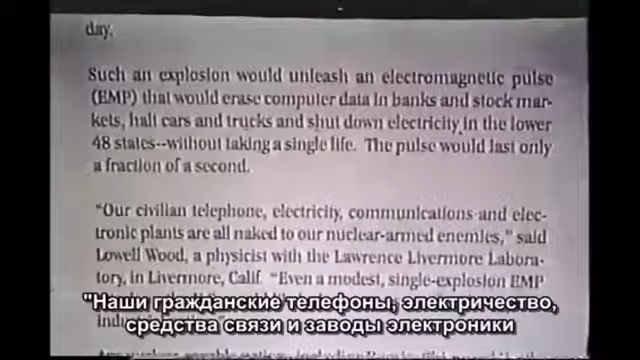 day.
Such an explosion would unleash an electromagnetic pulse
(EMP) that would erase computer data in banks and stock mar-
kets, halt cars and trucks and shut down electricity in the lower
48 states--without taking a single life. The pulse would last only
a fraction of a second.
"Our civilian telephone, electricity, communications and elec-
tronic plants are all naked to our nuclear-armed enemies," said
Lowell Wood, a physicist with the Lawrence Livermore Labora-
tory, in Livermore, Calif. "Even a modest, single-explosion EMP
"Наши гражданские телефоны, электричество,
средства связи и заводы электроники